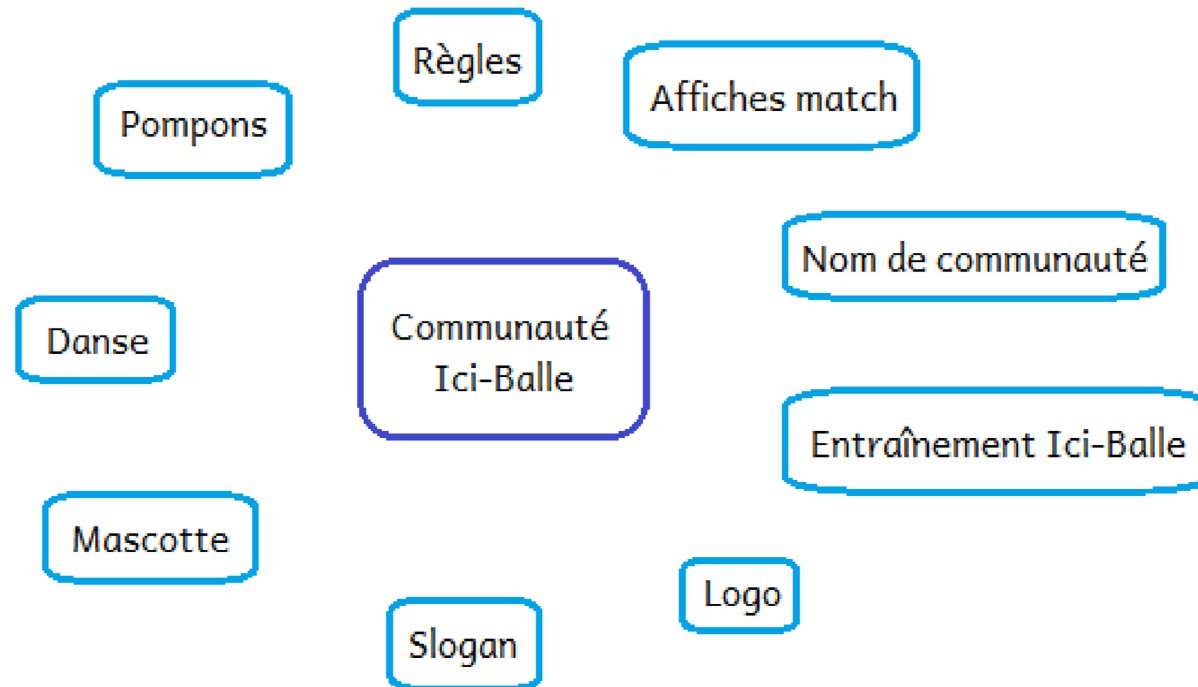 Règles
Affiches match
Pompons
Nom de communauté
Communauté
Ici-Balle
Danse
Entraînement Ici-Balle
Mascotte
Logo
Slogan